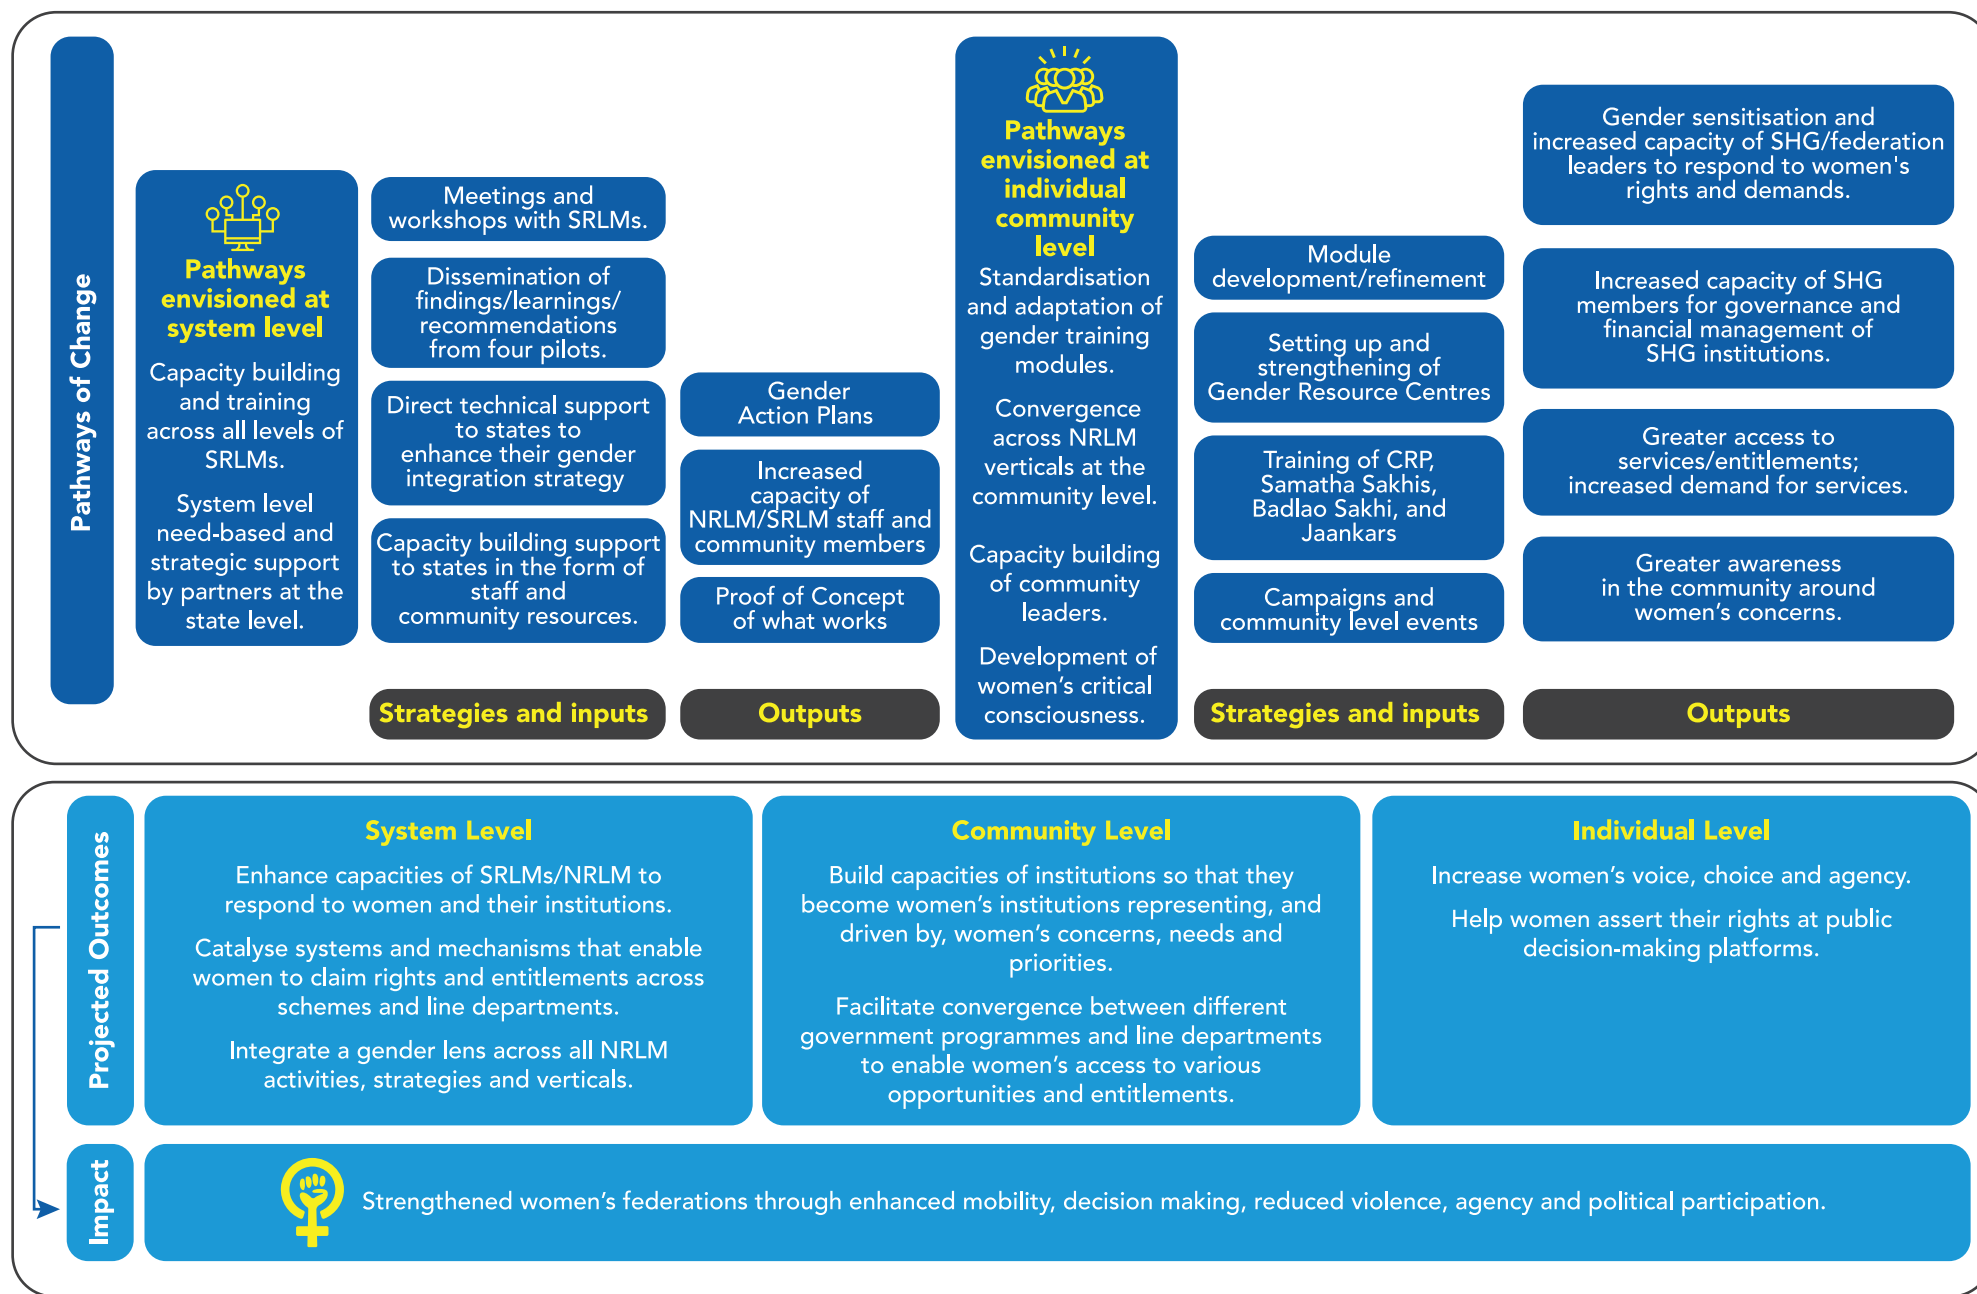 Pathways of Change
Pathways
envisioned at
system level
Capacity building
and training
across all levels of
SRLMs.
System level
need-based and
strategic support
by partners at the
state level.
Meetings and
workshops with SRLMs.
Dissemination of
findings/learnings/
recommendations
from four pilots.
Direct technical support
to states to
enhance their gender
integration strategy
Capacity building support
to states in the form of
staff and
community resources.
Strategies and inputs
Gender
Action Plans
Increased
capacity of
NRLM/SRLM staff and
community members
Proof of Concept
of what works
Outputs
Pathways
envisioned at
individual
community
level
Standardisation
and adaptation of
gender training
modules.
Convergence
across NRLM
verticals at the
community level.
Capacity building
of community
leaders.
Development of
women's critical
consciousness.
Module
development/refinement
Setting up and
strengthening of
Gender Resource Centres
Training of CRP,
Samatha Sakhis,
Badlao Sakhi, and
Jaankars
Campaigns and
community level events
Strategies and inputs
Gender sensitisation and
increased capacity of SHG/federation
leaders to respond to women's
rights and demands.
Increased capacity of SHG
members for governance and
financial management of
SHG institutions.
Greater access to
services/entitlements;
increased demand for services.
Greater awareness
in the community around
women's concerns.
Outputs
Projected Outcomes
System Level
Enhance capacities of SRLMs/NRLM to
respond to women and their institutions.
Catalyse systems and mechanisms that enable
women to claim rights and entitlements across
schemes and line departments.
Integrate a gender lens across all NRLM
activities, strategies and verticals.
Community Level
Build capacities of institutions so that they
become women's institutions representing, and
driven by, women's concerns, needs and
priorities.
Facilitate convergence between different
government programmes and line departments
to enable women's access to various
opportunities and entitlements.
Individual Level
Increase women's voice, choice and agency.
Help women assert their rights at public
decision-making platforms.
Impact
Strengthened women's federations through enhanced mobility, decision making, reduced violence, agency and political participation.